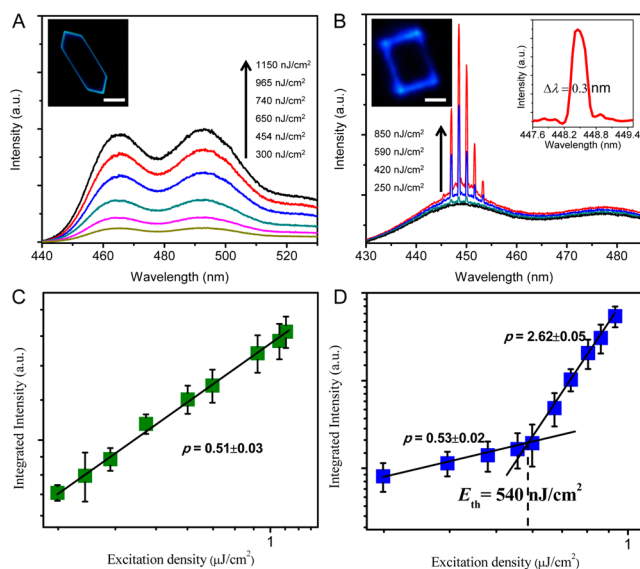 A
1150 nJ/cm²
965 nJ/cm²
740 nJ/cm²
650 nJ/cm²
454 nJ/cm²
300 nJ/cm²
Intensity (a.u.)
440 460 480 500 520
Wavelength (nm)
B
850 nJ/cm²
590 nJ/cm²
420 nJ/cm²
250 nJ/cm²
Intensity (a.u.)
Δλ = 0.3 nm
447.6 448.2 448.8 449.4
Wavelength (nm)
Intensity (a.u.)
430 440 450 460 470 480
Wavelength (nm)
C
Integrated Intensity (a.u.)
p = 0.51±0.03
1
Excitation density (μJ/cm²)
D
Integrated Intensity (a.u.)
p = 2.62±0.05
p = 0.53±0.02
Eth = 540 nJ/cm²
1
Excitation density (μJ/cm²)